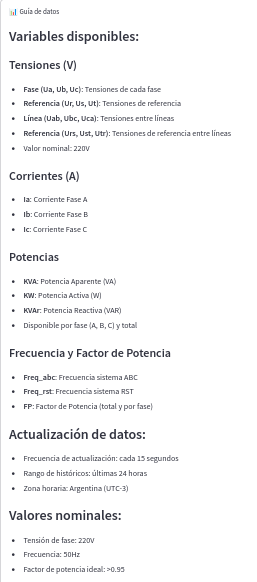 📊 Guía de datos
Variables disponibles:
Tensiones (V)
• Fase (Ua, Ub, Uc): Tensiones de cada fase
• Referencia (Ur, Us, Ut): Tensiones de referencia
• Línea (Uab, Ubc, Uca): Tensiones entre líneas
• Referencia (Urs, Ust, Utr): Tensiones de referencia entre líneas
• Valor nominal: 220V
Corrientes (A)
• Ia: Corriente Fase A
• Ib: Corriente Fase B
• Ic: Corriente Fase C
Potencias
• KVA: Potencia Aparente (VA)
• KW: Potencia Activa (W)
• KVAr: Potencia Reactiva (VAR)
• Disponible por fase (A, B, C) y total
Frecuencia y Factor de Potencia
• Freq_abc: Frecuencia sistema ABC
• Freq_rst: Frecuencia sistema RST
• FP: Factor de Potencia (total y por fase)
Actualización de datos:
• Frecuencia de actualización: cada 15 segundos
• Rango de históricos: últimas 24 horas
• Zona horaria: Argentina (UTC-3)
Valores nominales:
• Tensión de fase: 220V
• Frecuencia: 50Hz
• Factor de potencia ideal: >0.95